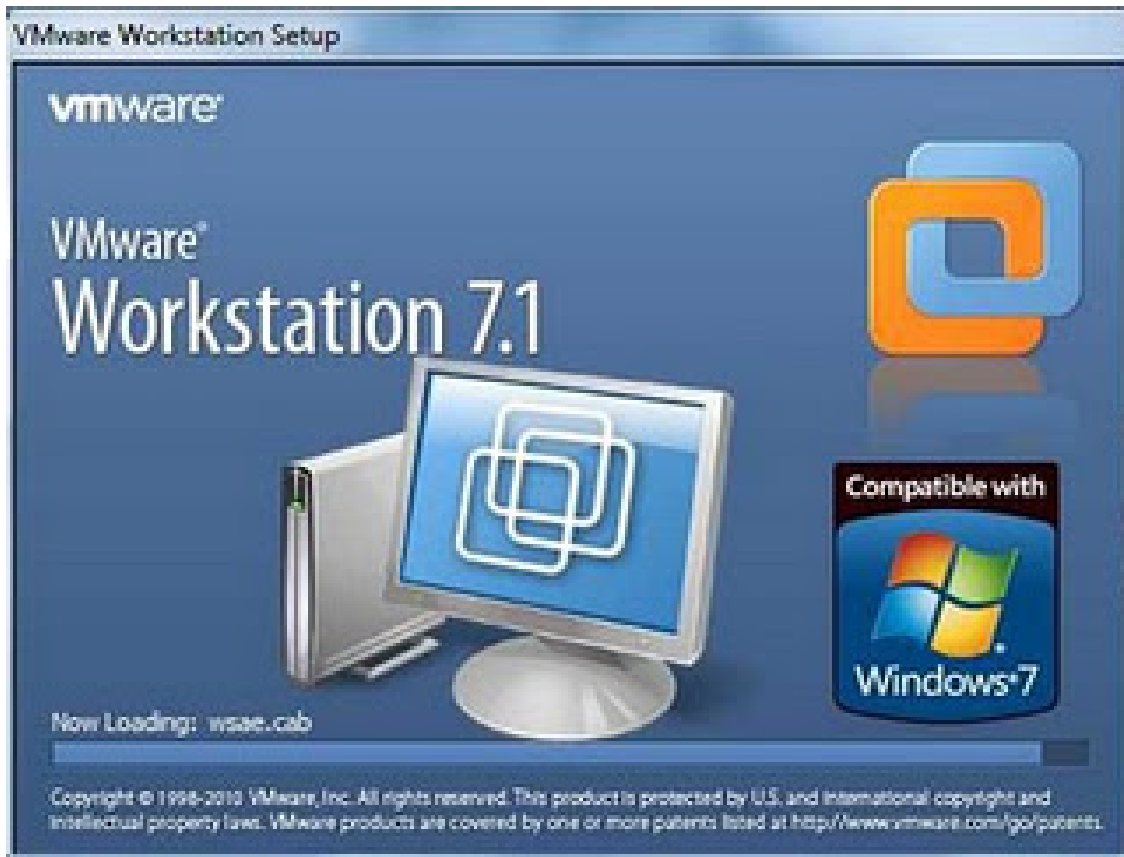 VMware Workstation Setup
vmware®
VMware®
Workstation 7.1
Compatible with
Windows®7
Now Loading: wsae.cab
Copyright © 1998-2010 VMware, Inc. All rights reserved. This product is protected by U.S. and international copyright and
intellectual property laws. VMware products are covered by one or more patents listed at http://www.vmware.com/go/patents.